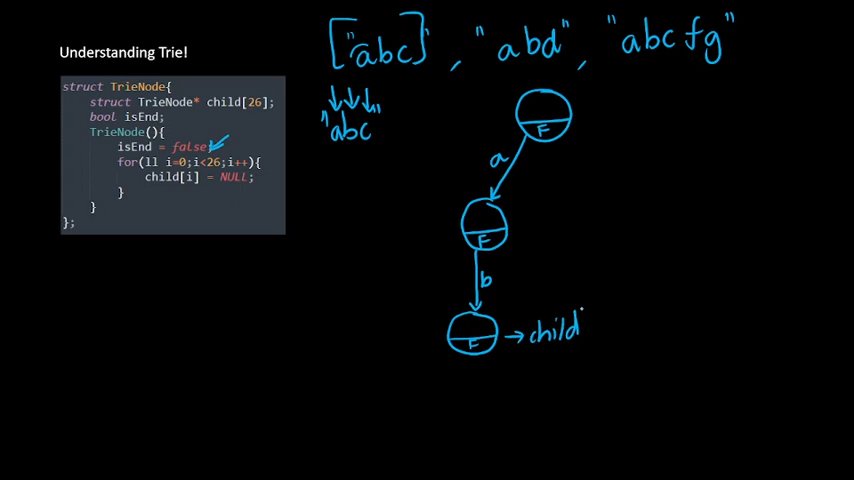 ["abc]", "abd", "abcfg"
Understanding Trie!
struct TrieNode{
struct TrieNode* child[26];
bool isEnd;
TrieNode(){
isEnd = false;
for(ll i=0;i<26;i++){
child[i] = NULL;
}
}
};
"abc"
F
a
F
b
F → child